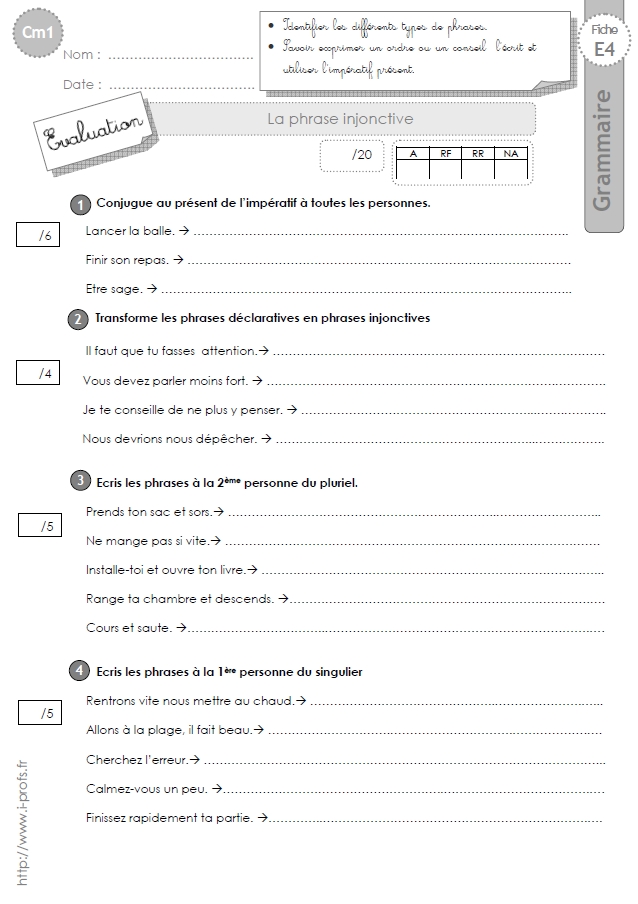 Cm1
Nom : ...............................
Date : ...............................
• Identifier les différents types de phrases.
• Savoir exprimer un ordre ou un conseil l'écrit et
utiliser l'impératif présent.
Fiche
E4
Grammaire
Evaluation
La phrase injonctive
/20
A RF RR NA
1 Conjugue au présent de l'impératif à toutes les personnes.
/6
Lancer la balle. → ...............................
Finir son repas. → ...............................
Etre sage. → ...............................
2 Transforme les phrases déclaratives en phrases injonctives
/4
Il faut que tu fasses attention.→ ...............................
Vous devez parler moins fort. → ...............................
Je te conseille de ne plus y penser. → ...............................
Nous devrions nous dépêcher. → ...............................
3 Ecris les phrases à la 2ème personne du pluriel.
/5
Prends ton sac et sors.→ ...............................
Ne mange pas si vite.→ ...............................
Installe-toi et ouvre ton livre.→ ...............................
Range ta chambre et descends. →...............................
Cours et saute. →...............................
4 Ecris les phrases à la 1ère personne du singulier
/5
Rentrons vite nous mettre au chaud.→ ...............................
Allons à la plage, il fait beau.→ ...............................
Cherchez l'erreur.→ ...............................
Calmez-vous un peu. →...............................
Finissez rapidement ta partie. →...............................
http://www.i-profs.fr